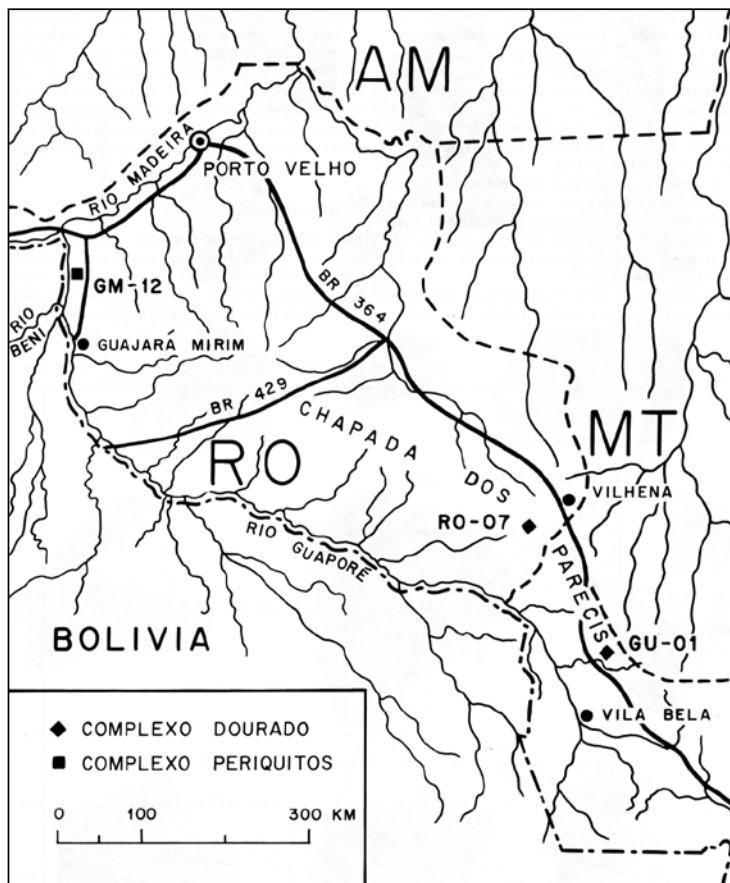 AM
RIO MADEIRA
PORTO VELHO
GM-12
BR 364
RIO BENI
GUAJARÁ MIRIM
BR 429
CHAPADA DOS PARECIS
MT
RO
VILHENA
RO-07
RIO GUAPORÉ
BOLIVIA
GU-01
VILA BELA
COMPLEXO DOURADO
COMPLEXO PERIQUITOS
0 100 300 KM